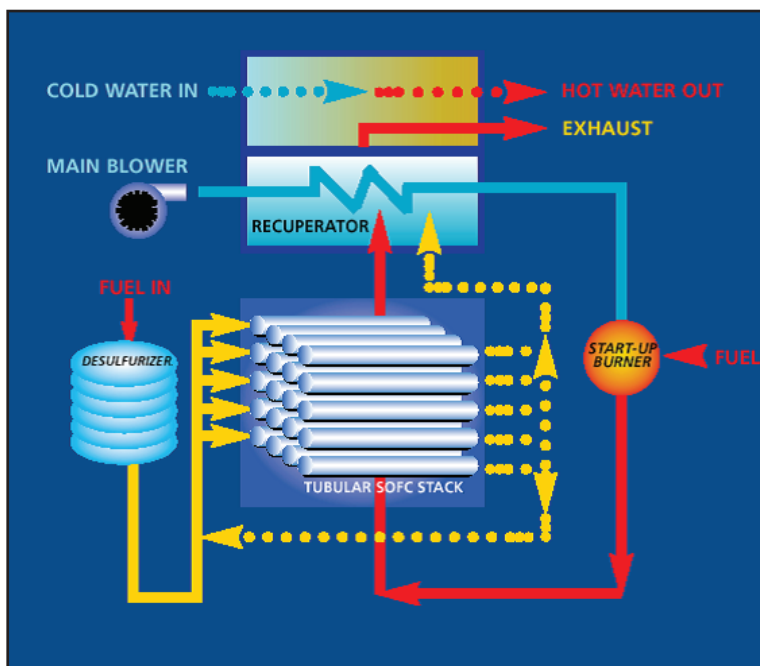 COLD WATER IN
HOT WATER OUT
EXHAUST
MAIN BLOWER
RECUPERATOR
FUEL IN
DESULFURIZER
START-UP
BURNER
FUEL
TUBULAR SOFC STACK